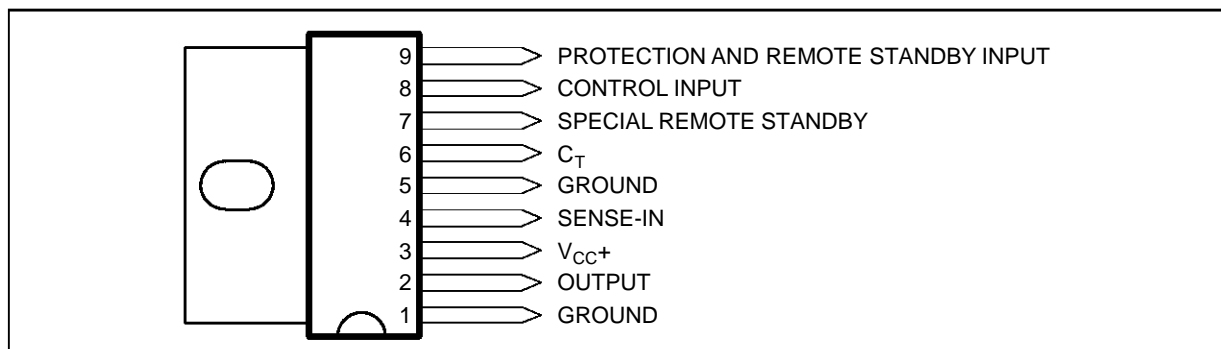 9 PROTECTION AND REMOTE STANDBY INPUT
8 CONTROL INPUT
7 SPECIAL REMOTE STANDBY
6 C_T
5 GROUND
4 SENSE-IN
3 V_CC+
2 OUTPUT
1 GROUND